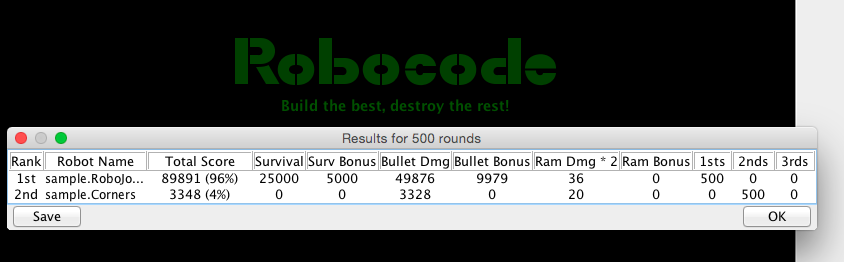 Robocode
Build the best, destroy the rest!
Results for 500 rounds
Rank Robot Name Total Score Survival Surv Bonus Bullet Dmg Bullet Bonus Ram Dmg * 2 Ram Bonus 1sts 2nds 3rds
1st sample.RoboJo... 89891 (96%) 25000 5000 49876 9979 36 0 500 0 0
2nd sample.Corners 3348 (4%) 0 0 3328 0 20 0 0 500 0
Save OK